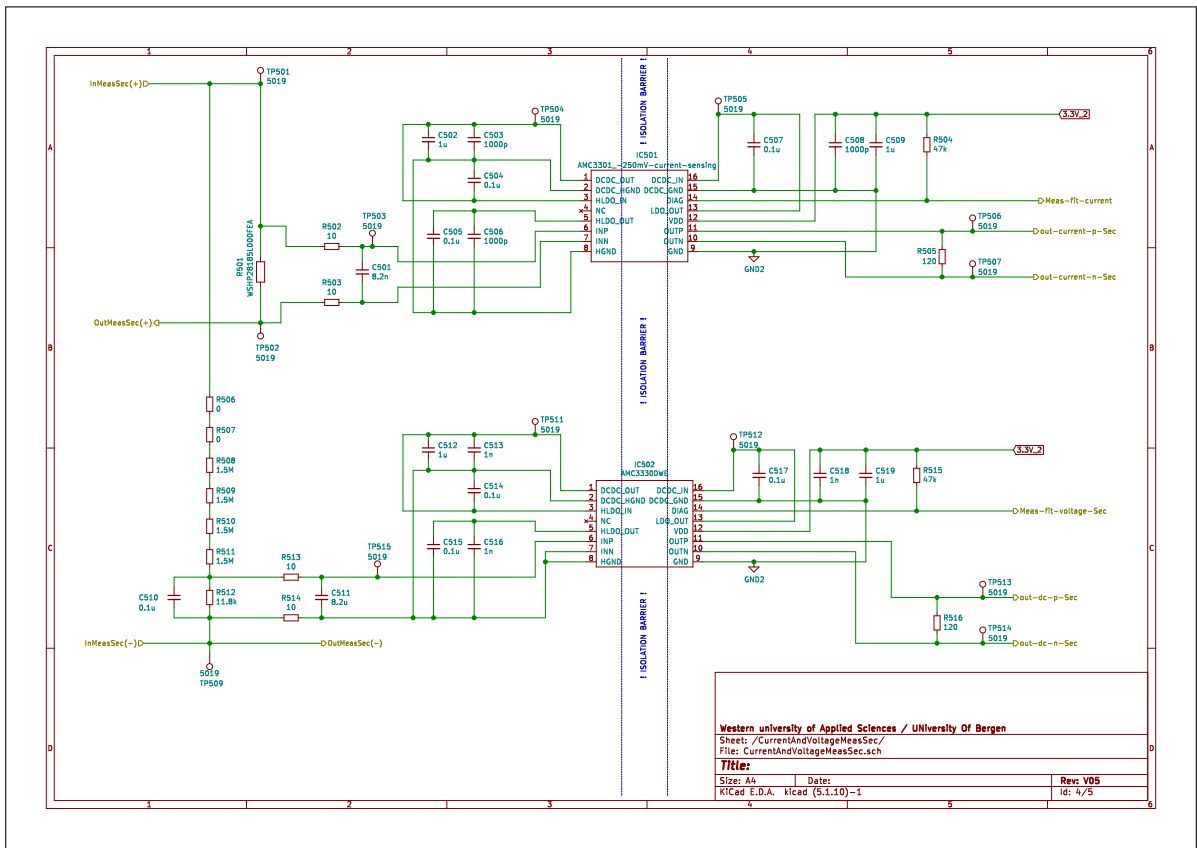 1 2 3 4 5 6
InMeasSec(+)
TP501
5019
TP504
5019
! ISOLATION BARRIER !
TP505
5019
3.3V_2
A
C502
1u
C503
1000p
C504
0.1u
IC501
AMC3301_-250mV-current-sensing
C507
0.1u
C508
1000p
C509
1u
R504
47k
A
1 DCDC_OUT DCDC_IN 16
2 DCDC_HGND DCDC_GND 15
3 HLDO_IN DIAG 14
4 NC LDO_OUT 13
5 HLDO_OUT VDD 12
6 INP OUTP 11
7 INN OUTN 10
8 HGND GND 9
Meas-flt-current
TP506
5019
out-current-p-Sec
R505
120
TP507
5019
out-current-n-Sec
GND2
C505
0.1u
C506
1000p
TP503
5019
R502
10
C501
8.2n
R503
10
R501
WSHP28185L000FEA
OutMeasSec(+)
TP502
5019
B
! ISOLATION BARRIER !
B
R506
0
R507
0
R508
1.5M
R509
1.5M
R510
1.5M
R511
1.5M
R512
11.8k
C510
0.1u
TP511
5019
C512
1u
C513
1n
C514
0.1u
IC502
AMC3330DWE
TP512
5019
3.3V_2
C517
0.1u
C518
1n
C519
1u
R515
47k
1 DCDC_OUT DCDC_IN 16
2 DCDC_HGND DCDC_GND 15
3 HLDO_IN DIAG 14
4 NC LDO_OUT 13
5 HLDO_OUT VDD 12
6 INP OUTP 11
7 INN OUTN 10
8 HGND GND 9
Meas-flt-voltage-Sec
C
C515
0.1u
C516
1n
C
TP515
5019
R513
10
R514
10
C511
8.2u
GND2
TP513
5019
out-dc-p-Sec
R516
120
TP514
5019
out-dc-n-Sec
InMeasSec(-)
OutMeasSec(-)
5019
TP509
! ISOLATION BARRIER !
D
Western university of Applied Sciences / UNiversity Of Bergen
Sheet: /CurrentAndVoltageMeasSec/
File: CurrentAndVoltageMeasSec.sch
Title:
Size: A4 Date: Rev: V05
KiCad E.D.A. kicad (5.1.10)-1 Id: 4/5
D
1 2 3 4 5 6